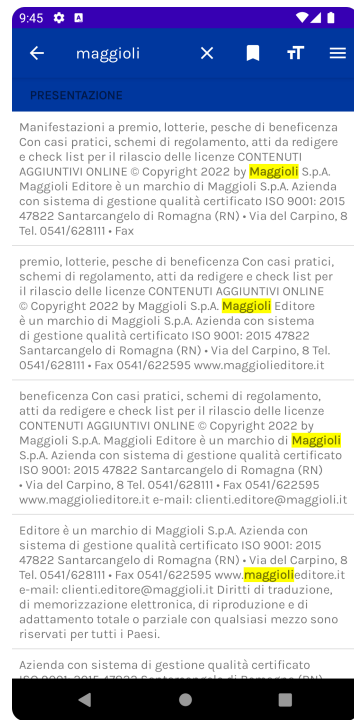 9:45
maggioli
PRESENTAZIONE
Manifestazioni a premio, lotterie, pesche di beneficenza
Con casi pratici, schemi di regolamento, atti da redigere
e check list per il rilascio delle licenze CONTENUTI
AGGIUNTIVI ONLINE © Copyright 2022 by Maggioli S.p.A.
Maggioli Editore è un marchio di Maggioli S.p.A. Azienda
con sistema di gestione qualità certificato ISO 9001: 2015
47822 Santarcangelo di Romagna (RN) • Via del Carpino, 8
Tel. 0541/628111 • Fax
premio, lotterie, pesche di beneficenza Con casi pratici,
schemi di regolamento, atti da redigere e check list per
il rilascio delle licenze CONTENUTI AGGIUNTIVI ONLINE
© Copyright 2022 by Maggioli S.p.A. Maggioli Editore
è un marchio di Maggioli S.p.A. Azienda con sistema
di gestione qualità certificato ISO 9001: 2015 47822
Santarcangelo di Romagna (RN) • Via del Carpino, 8 Tel.
0541/628111 • Fax 0541/622595 www.maggiolieditore.it
beneficenza Con casi pratici, schemi di regolamento,
atti da redigere e check list per il rilascio delle licenze
CONTENUTI AGGIUNTIVI ONLINE © Copyright 2022 by
Maggioli S.p.A. Maggioli Editore è un marchio di Maggioli
S.p.A. Azienda con sistema di gestione qualità certificato
ISO 9001: 2015 47822 Santarcangelo di Romagna (RN)
• Via del Carpino, 8 Tel. 0541/628111 • Fax 0541/622595
www.maggiolieditore.it e-mail: clienti.editore@maggioli.it
Editore è un marchio di Maggioli S.p.A. Azienda con
sistema di gestione qualità certificato ISO 9001: 2015
47822 Santarcangelo di Romagna (RN) • Via del Carpino, 8
Tel. 0541/628111 • Fax 0541/622595 www.maggiolieditore.it
e-mail: clienti.editore@maggioli.it Diritti di traduzione,
di memorizzazione elettronica, di riproduzione e di
adattamento totale o parziale con qualsiasi mezzo sono
riservati per tutti i Paesi.
Azienda con sistema di gestione qualità certificato
ISO 9001: 2015 47822 Santarcangelo di Romagna (RN)